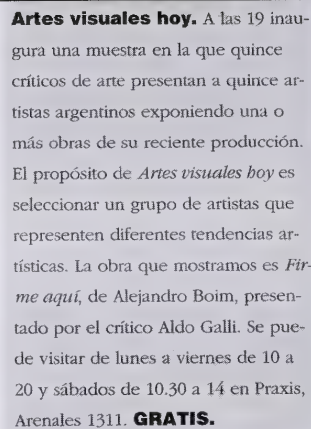 Artes visuales hoy. A las 19 inau-
gura una muestra en la que quince
críticos de arte presentan a quince ar-
tistas argentinos exponiendo una o
más obras de su reciente producción.
El propósito de Artes visuales hoy es
seleccionar un grupo de artistas que
representen diferentes tendencias ar-
tísticas. La obra que mostramos es Fir-
me aquí, de Alejandro Boim, presen-
tado por el crítico Aldo Galli. Se pue-
de visitar de lunes a viernes de 10 a
20 y sábados de 10.30 a 14 en Praxis,
Arenales 1311. GRATIS.